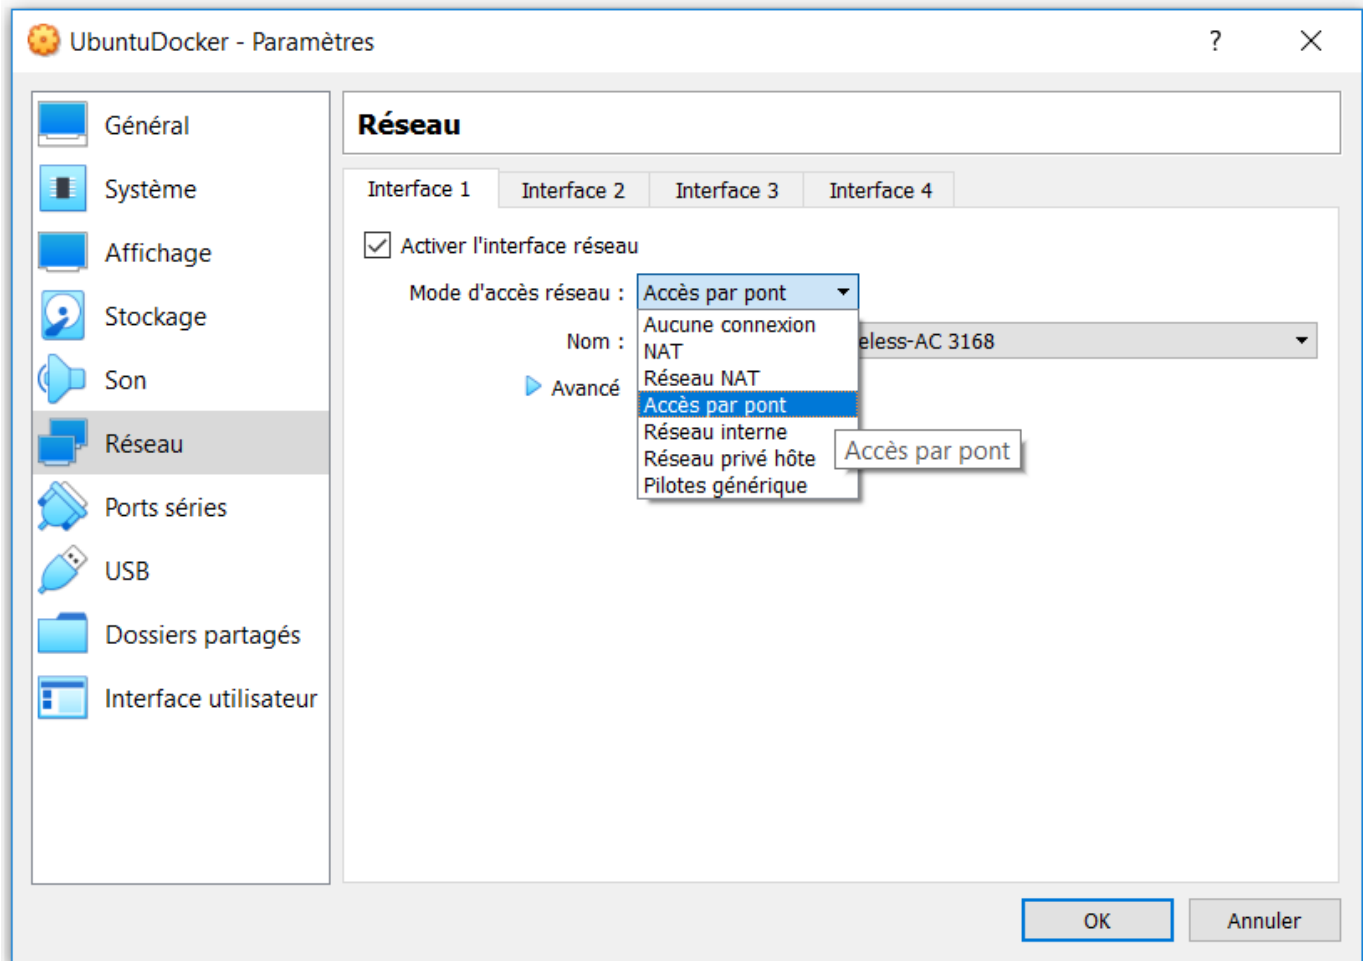 UbuntuDocker - Paramètres
?
Général
Système
Affichage
Stockage
Son
Réseau
Ports séries
USB
Dossiers partagés
Interface utilisateur
Réseau
Interface 1 Interface 2 Interface 3 Interface 4
Activer l'interface réseau
Mode d'accès réseau : Accès par pont
Aucune connexion
Nom : eless-AC 3168
NAT
Réseau NAT
Avancé
Accès par pont
Réseau interne
Accès par pont
Réseau privé hôte
Pilotes générique
OK Annuler